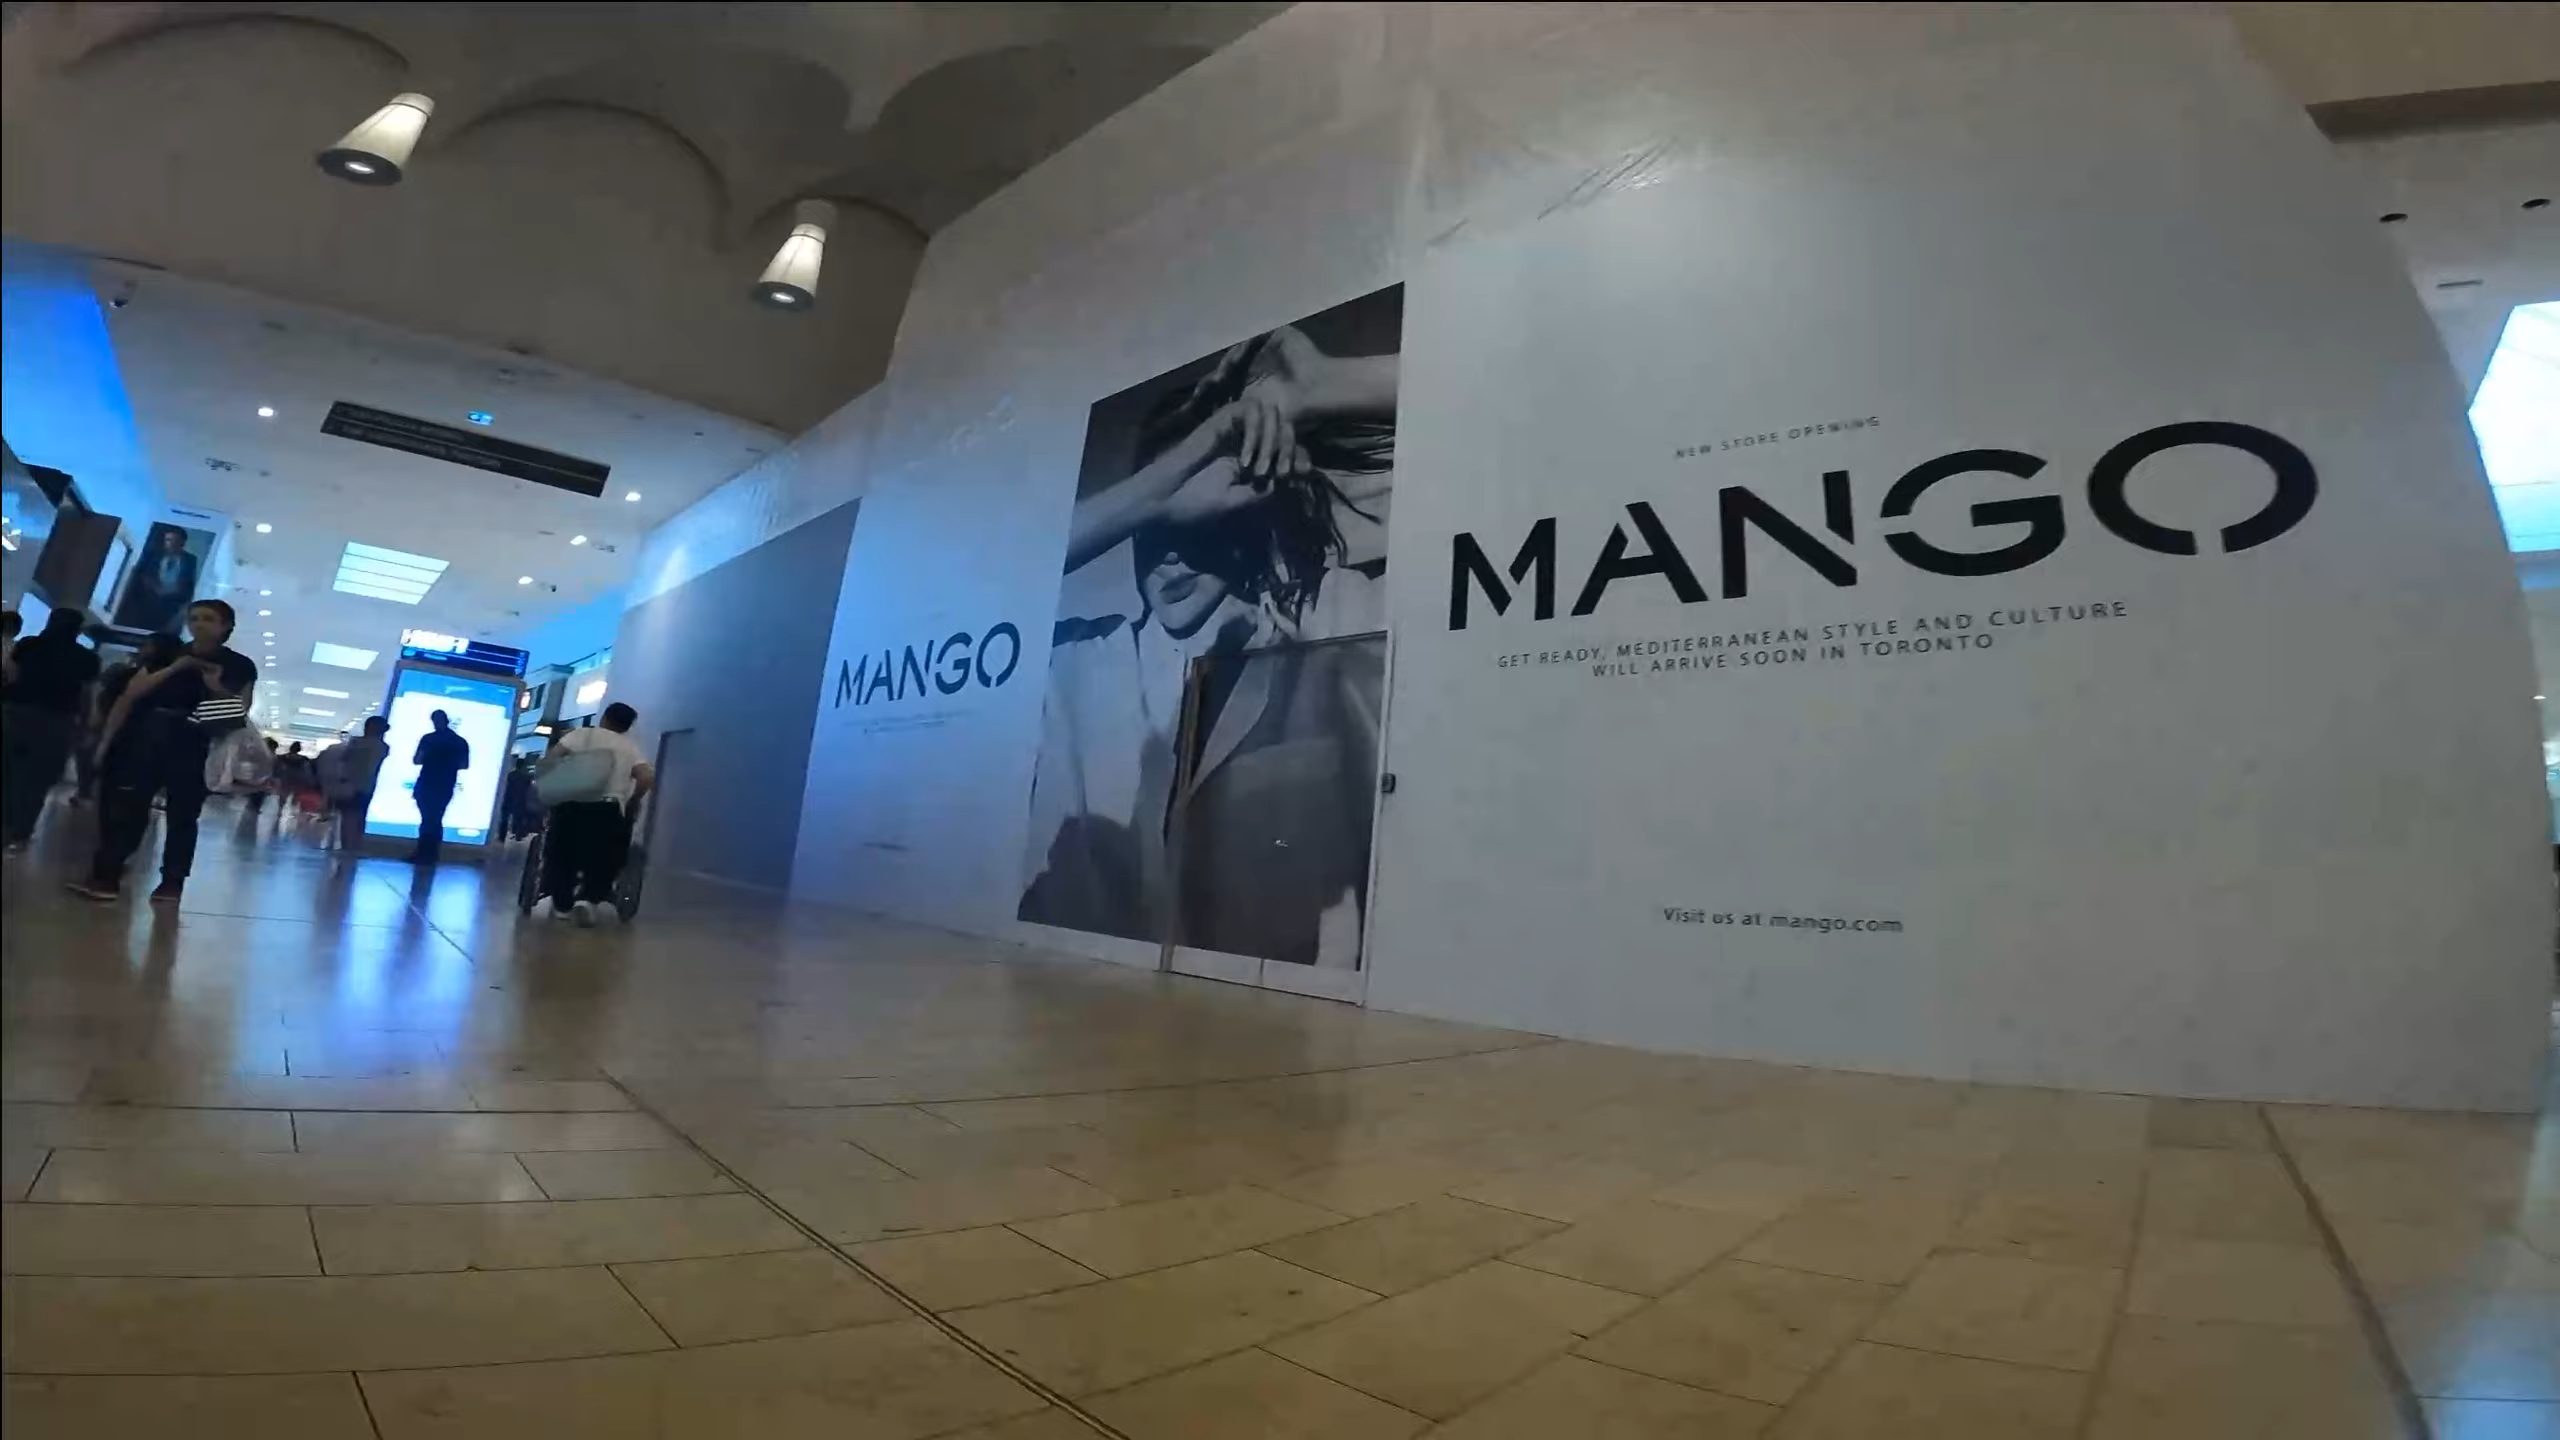 NEW STORE OPENING
MANGO
GET READY, MEDITERRANEAN STYLE AND CULTURE
WILL ARRIVE SOON IN TORONTO
Visit us at mango.com
MANGO